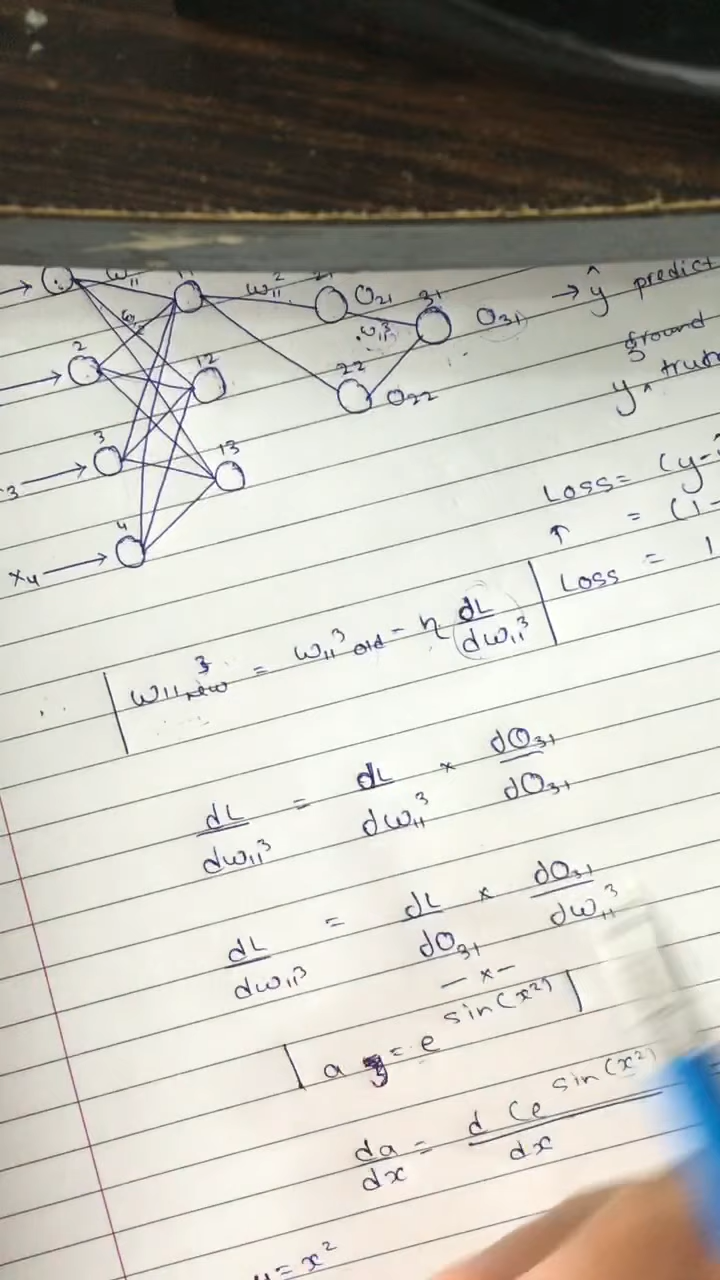 w₁₁ 11 w₁₁² 21 O₂₁ 31 O₃₁ → ŷ predict
2 12 w₁₁³ 22 O₂₂ ground
y truth
3 13
4
x₄
Loss = (y-
= (1-
Loss = 1
w₁₁³new = w₁₁³old - η dL/dw₁₁³
dL/dw₁₁³ = dL/dw₁₁³ × dO₃₁/dO₃₁
dL/dw₁₁³ = dL/dO₃₁ × dO₃₁/dw₁₁³
-x-
a = e^sin(x²)
da/dx = d(e^sin(x²)/dx
u = x²